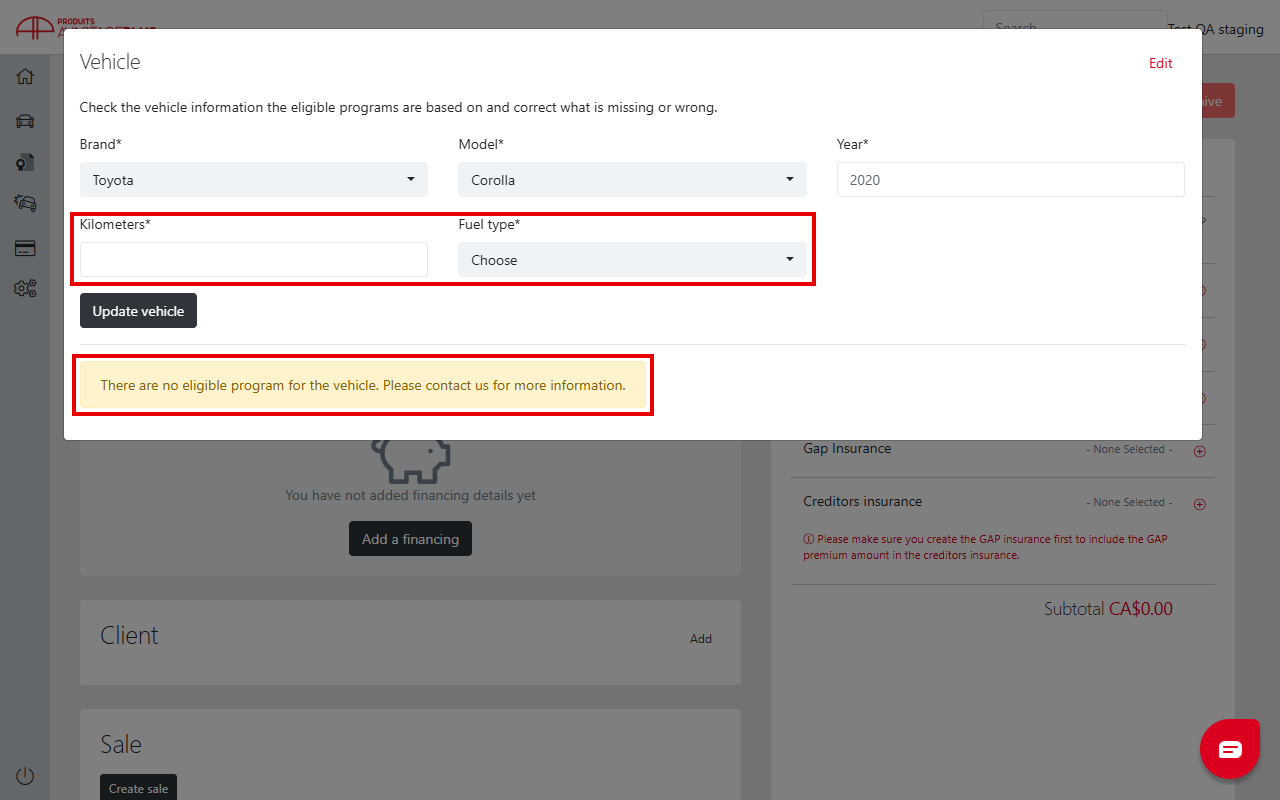 PRODUITS
Search
Test QA staging
Vehicle
Edit
Check the vehicle information the eligible programs are based on and correct what is missing or wrong.
Brand*
Model*
Year*
Toyota
Corolla
2020
Kilometers*
Fuel type*
Choose
Update vehicle
There are no eligible program for the vehicle. Please contact us for more information.
Gap Insurance
- None Selected -
You have not added financing details yet
Creditors insurance
- None Selected -
Add a financing
Please make sure you create the GAP insurance first to include the GAP
premium amount in the creditors insurance.
Subtotal CA$0.00
Client
Add
Sale
Create sale